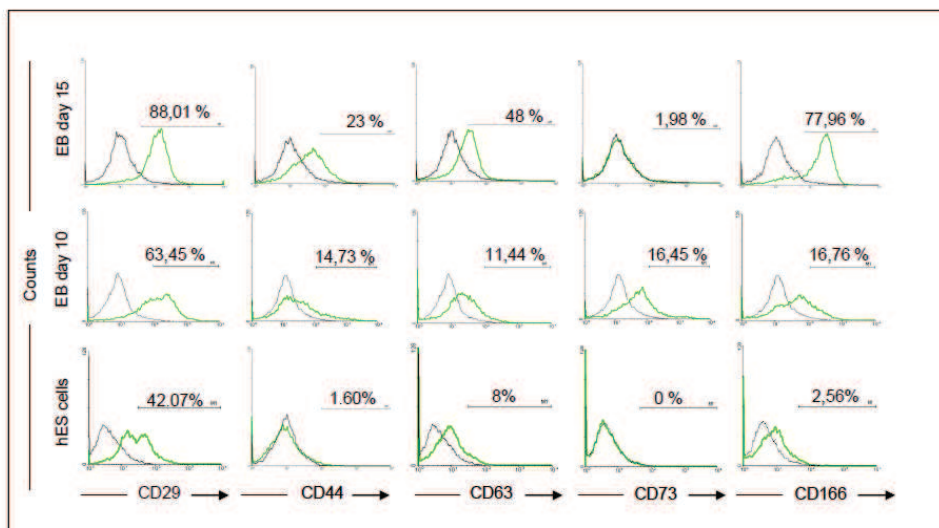 EB day 15
88,01 %
23 %
48 %
1,98 %
77,96 %
Counts
EB day 10
63,45 %
14,73 %
11,44 %
16,45 %
16,76 %
hES cells
42.07%
1.60%
8%
0 %
2,56%
CD29
CD44
CD63
CD73
CD166